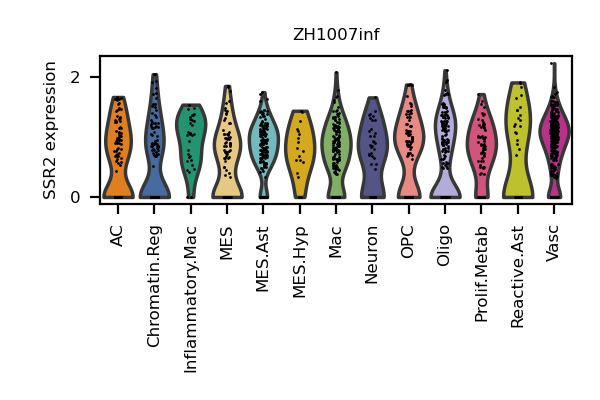 ZH1007inf
SSR2 expression
2
0
AC
Chromatin.Reg
Inflammatory.Mac
MES
MES.Ast
MES.Hyp
Mac
Neuron
OPC
Oligo
Prolif.Metab
Reactive.Ast
Vasc